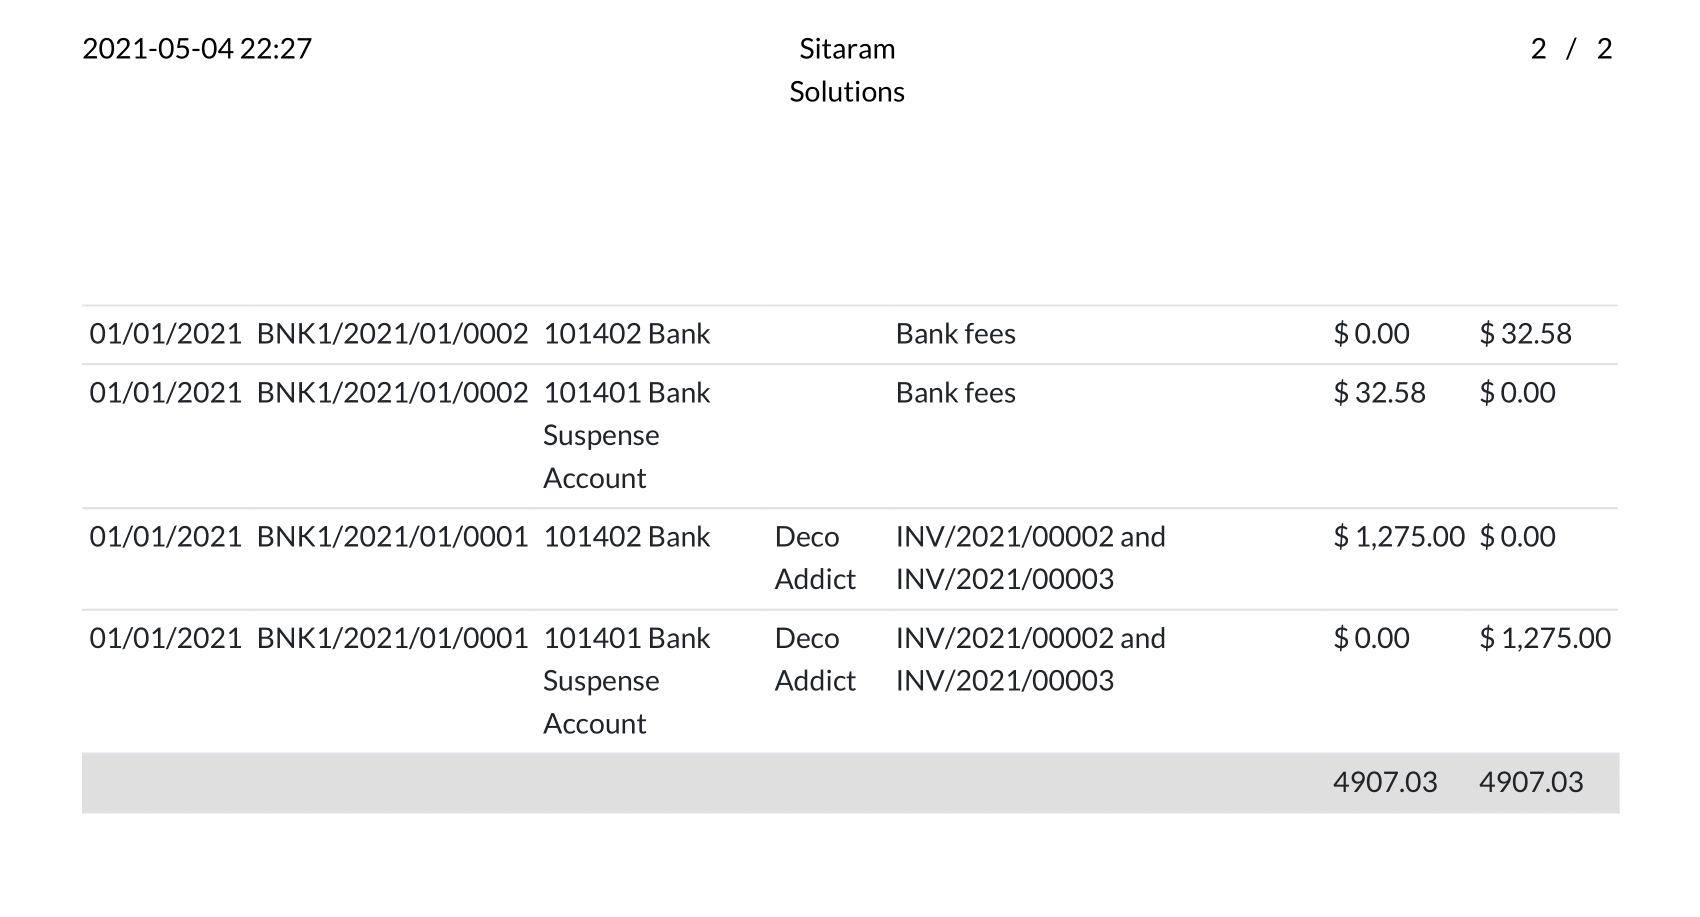 2021-05-04 22:27 Sitaram 2 / 2
Solutions
01/01/2021 BNK1/2021/01/0002 101402 Bank Bank fees $ 0.00 $ 32.58
01/01/2021 BNK1/2021/01/0002 101401 Bank Bank fees $ 32.58 $ 0.00
Suspense
Account
01/01/2021 BNK1/2021/01/0001 101402 Bank Deco INV/2021/00002 and $ 1,275.00 $ 0.00
Addict INV/2021/00003
01/01/2021 BNK1/2021/01/0001 101401 Bank Deco INV/2021/00002 and $ 0.00 $ 1,275.00
Suspense Addict INV/2021/00003
Account
4907.03 4907.03